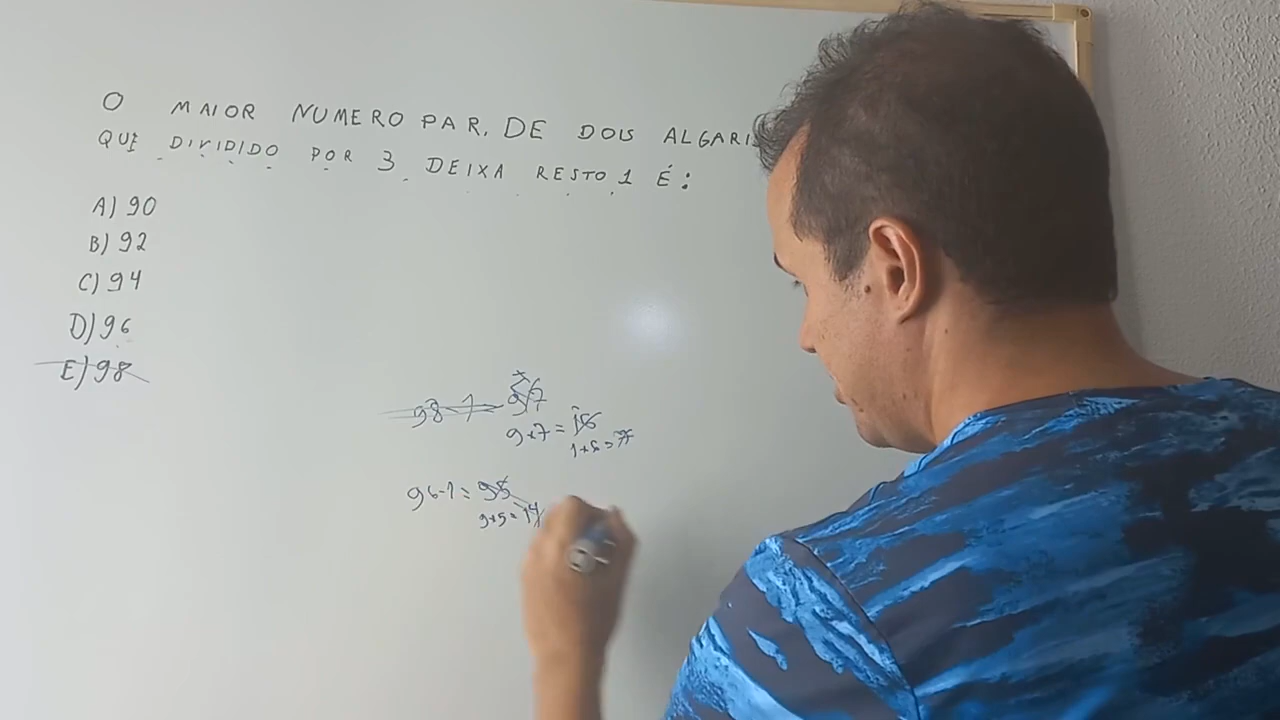 O MAIOR NUMERO PAR, DE DOIS ALGARIS
QUE DIVIDIDO POR 3, DEIXA RESTO 1 É:
A) 90
B) 92
C) 94
D) 96
E) 98
98-1=97
9+7=16
1+6=7
96-1=95
9+5=14